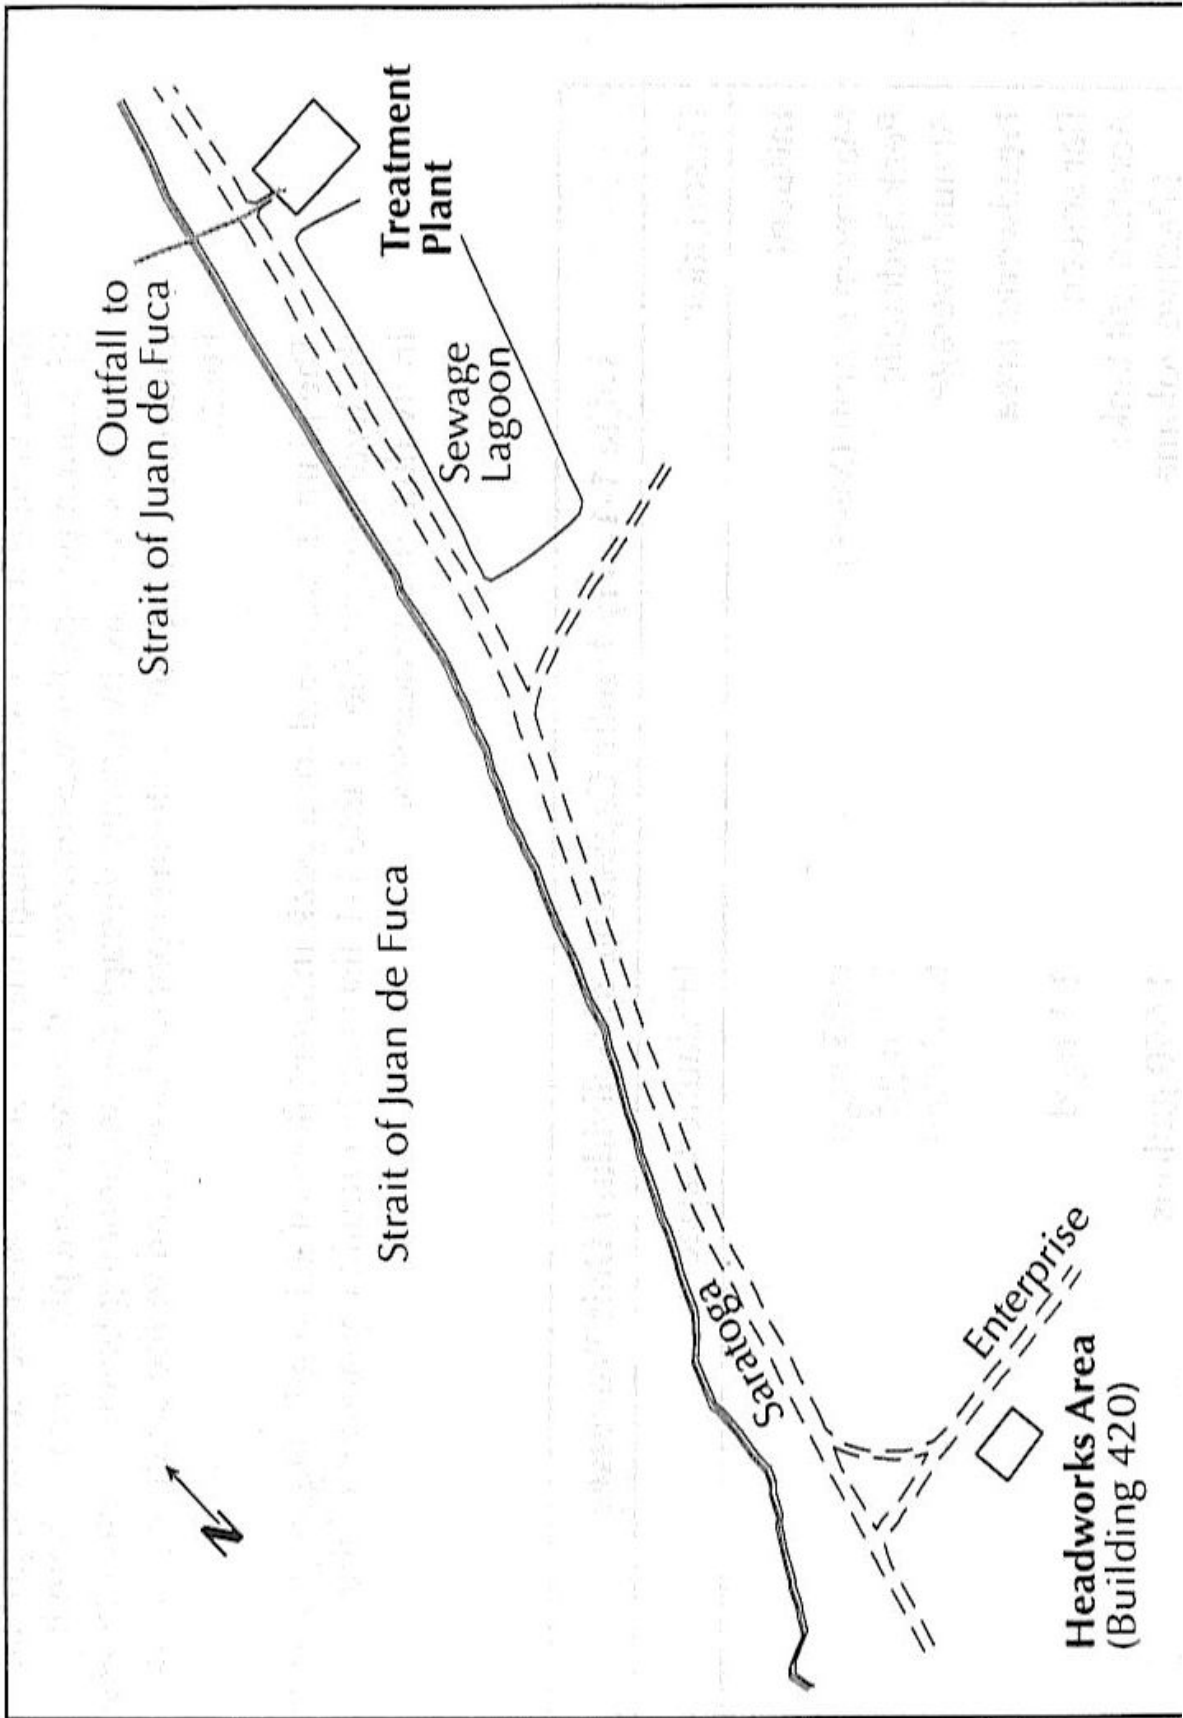 Outfall to
Strait of Juan de Fuca
Treatment
Plant
Sewage
Lagoon
Strait of Juan de Fuca
Saratoga
Enterprise
N
Headworks Area
(Building 420)